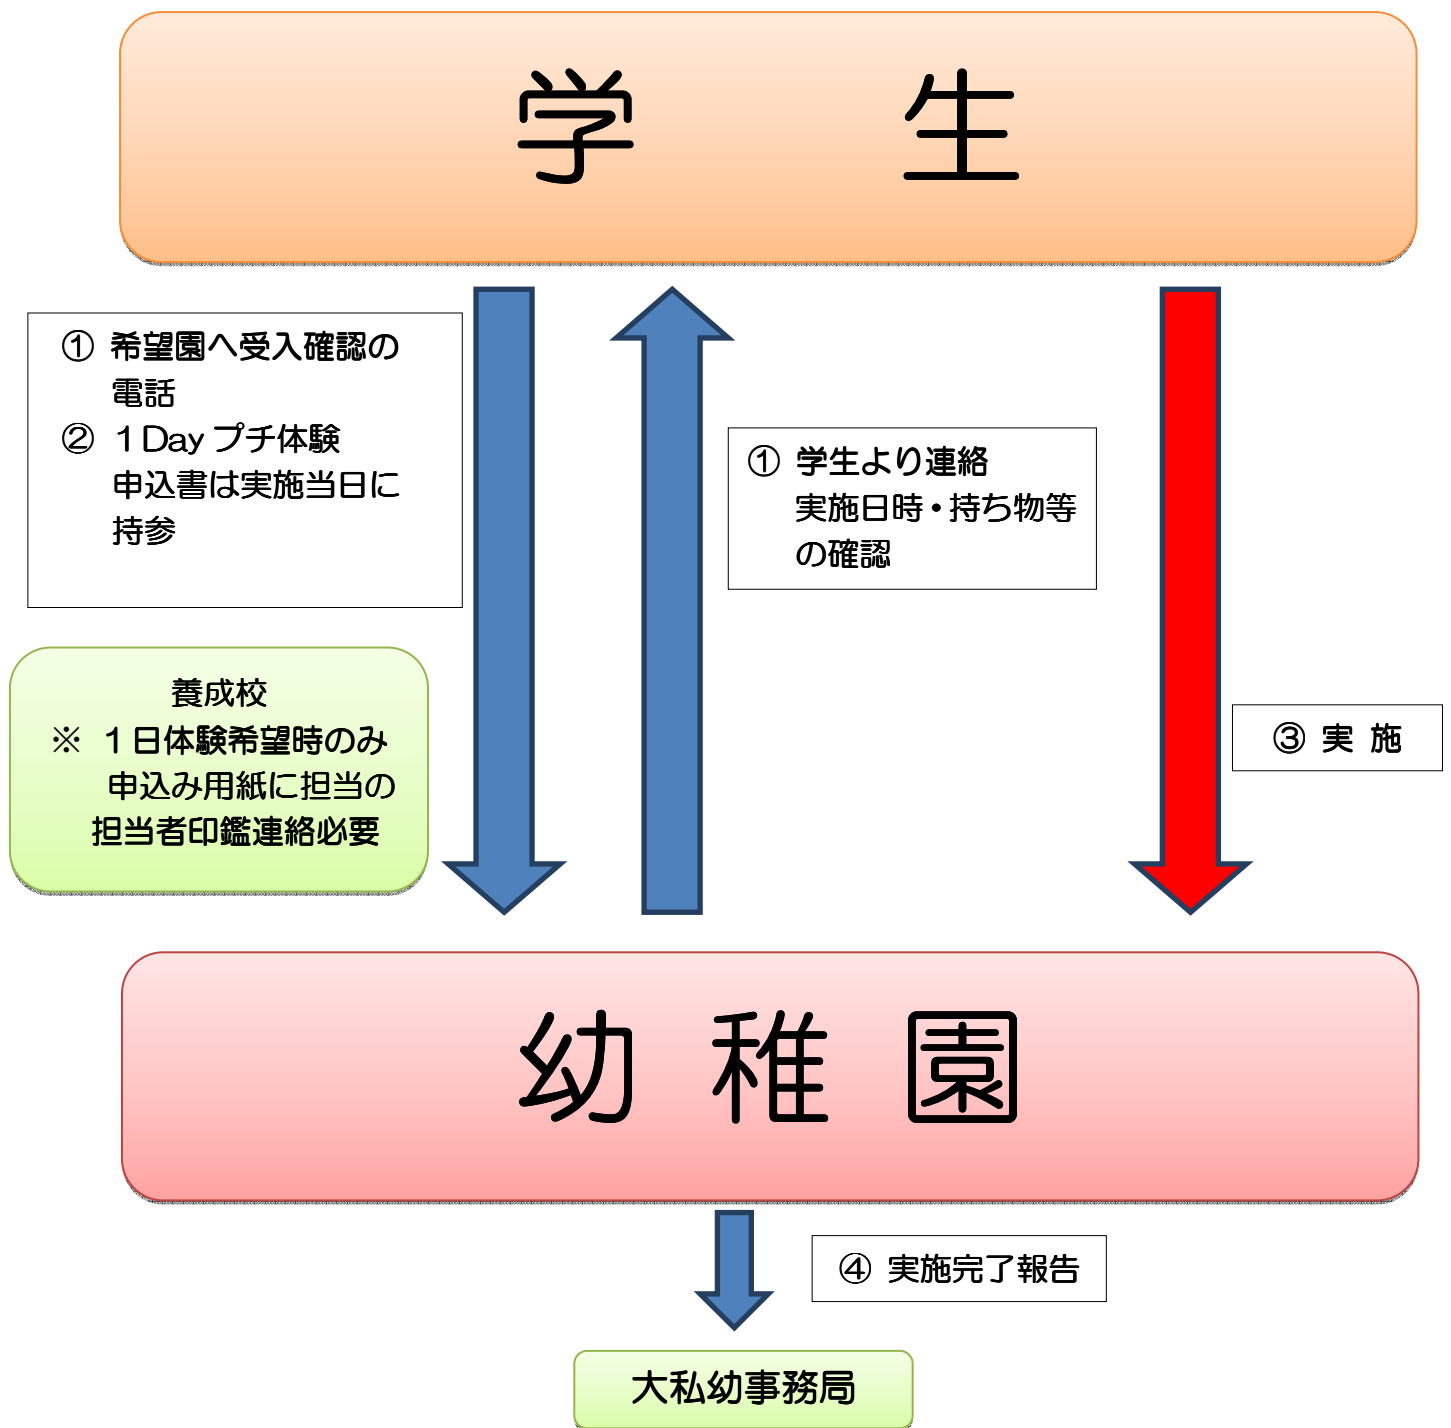 学 生
① 希望園へ受入確認の
電話
② 1Day プチ体験
申込書は実施当日に
持参
① 学生より連絡
実施日時・持ち物等
の確認
養成校
※ 1日体験希望時のみ
申込み用紙に担当の
担当者印鑑連絡必要
③ 実 施
幼 稚 園
④ 実施完了報告
大私幼事務局